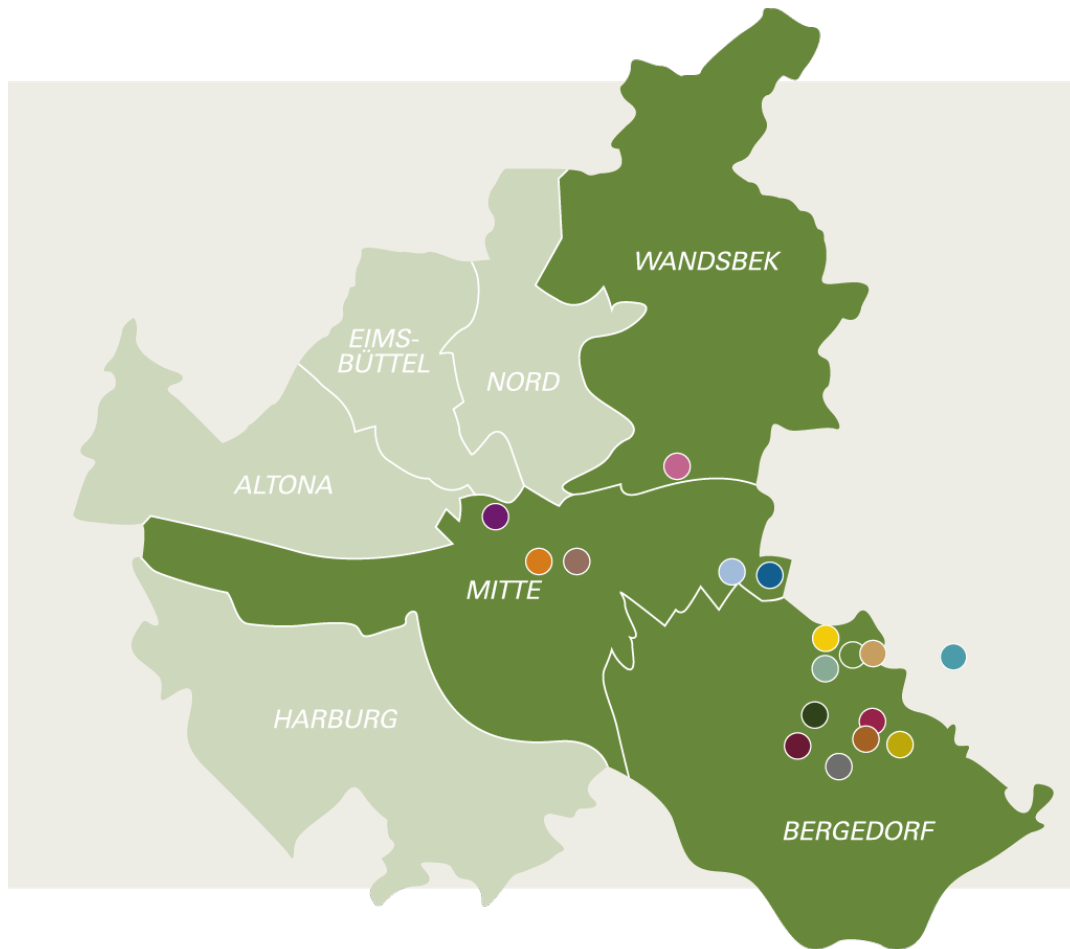 WANDSBEK
EIMS-
BÜTTEL
NORD
ALTONA
MITTE
HARBURG
BERGEDORF